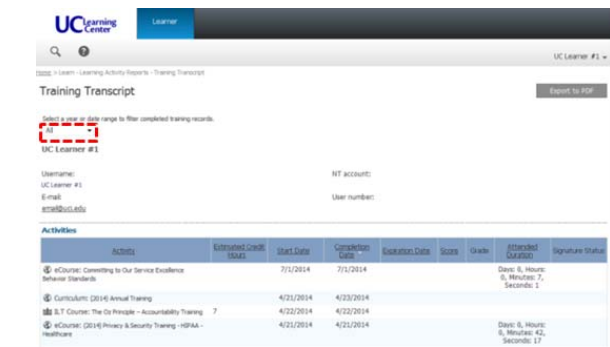 UC Learning Center
Learner
UC Learner #1
Home > Learn - Learning Activity Reports - Training Transcript
Training Transcript
Export to PDF
Select a year or date range to filter completed training records.
All
UC Learner #1
Username:
NT account:
UC Learner #1
E-mail:
User number:
email@uci.edu
Activities
Activity
Estimated Credit Hours
Start Date
Completion Date
Expiration Date
Score
Grade
Attended Duration
Signature Status
eCourse: Committing to Our Service Excellence Behavior Standards
7/1/2014
7/1/2014
Days: 0, Hours: 0, Minutes: 7, Seconds: 1
Curriculum: (2014) Annual Training
4/21/2014
4/23/2014
ILT Course: The Oz Principle - Accountability Training
7
4/22/2014
4/22/2014
eCourse: (2014) Privacy & Security Training - HIPAA - Healthcare
4/21/2014
4/21/2014
Days: 0, Hours: 0, Minutes: 42, Seconds: 17